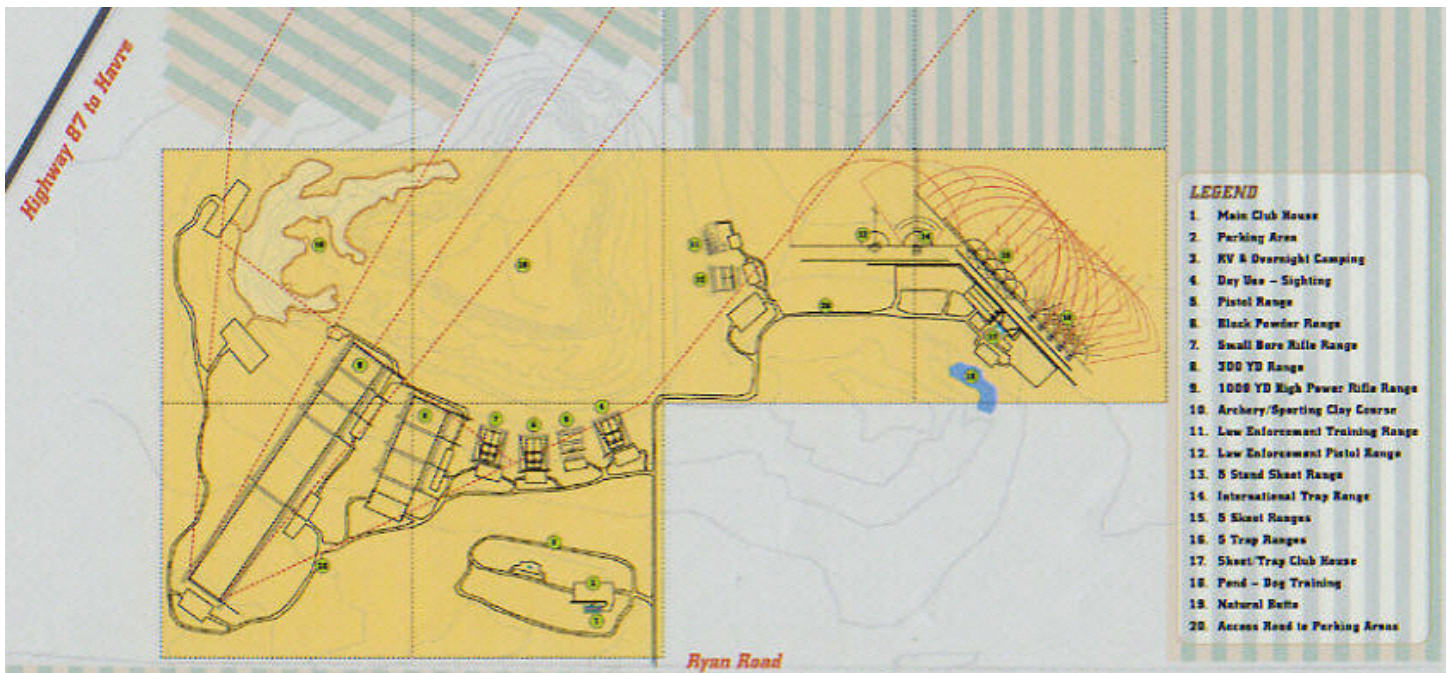 Highway 87 to Havre
LEGEND
1. Main Club House
2. Parking Area
3. RV & Overnight Camping
4. Day Use – Sighting
5. Pistol Range
6. Black Powder Range
7. Small Bore Rifle Range
8. 300 YD Range
9. 1000 YD High Power Rifle Range
10. Archery/Sporting Clay Course
11. Law Enforcement Training Range
12. Law Enforcement Pistol Range
13. 5 Stand Skeet Range
14. International Trap Range
15. 5 Skeet Ranges
16. 5 Trap Ranges
17. Skeet/Trap Club House
18. Pond – Dog Training
19. Natural Butte
20. Access Road to Parking Areas
Ryan Road